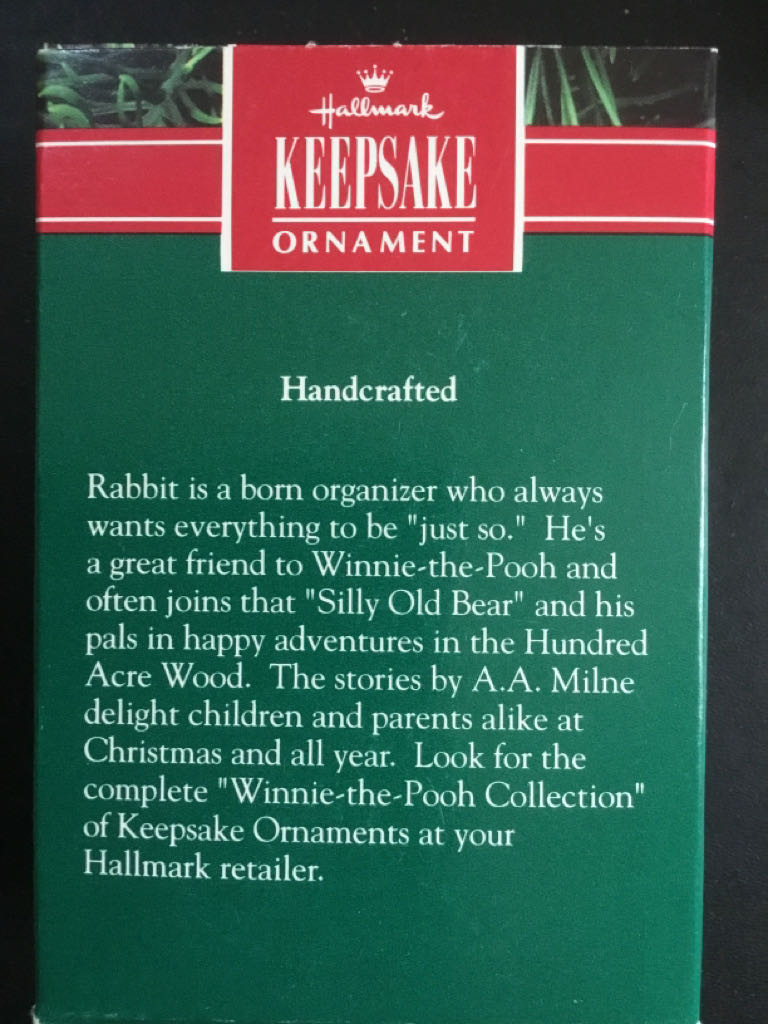 Hallmark
KEEPSAKE
ORNAMENT
Handcrafted
Rabbit is a born organizer who always
wants everything to be "just so."  He's
a great friend to Winnie-the-Pooh and
often joins that "Silly Old Bear" and his
pals in happy adventures in the Hundred
Acre Wood.  The stories by A.A. Milne
delight children and parents alike at
Christmas and all year.  Look for the
complete "Winnie-the-Pooh Collection"
of Keepsake Ornaments at your
Hallmark retailer.